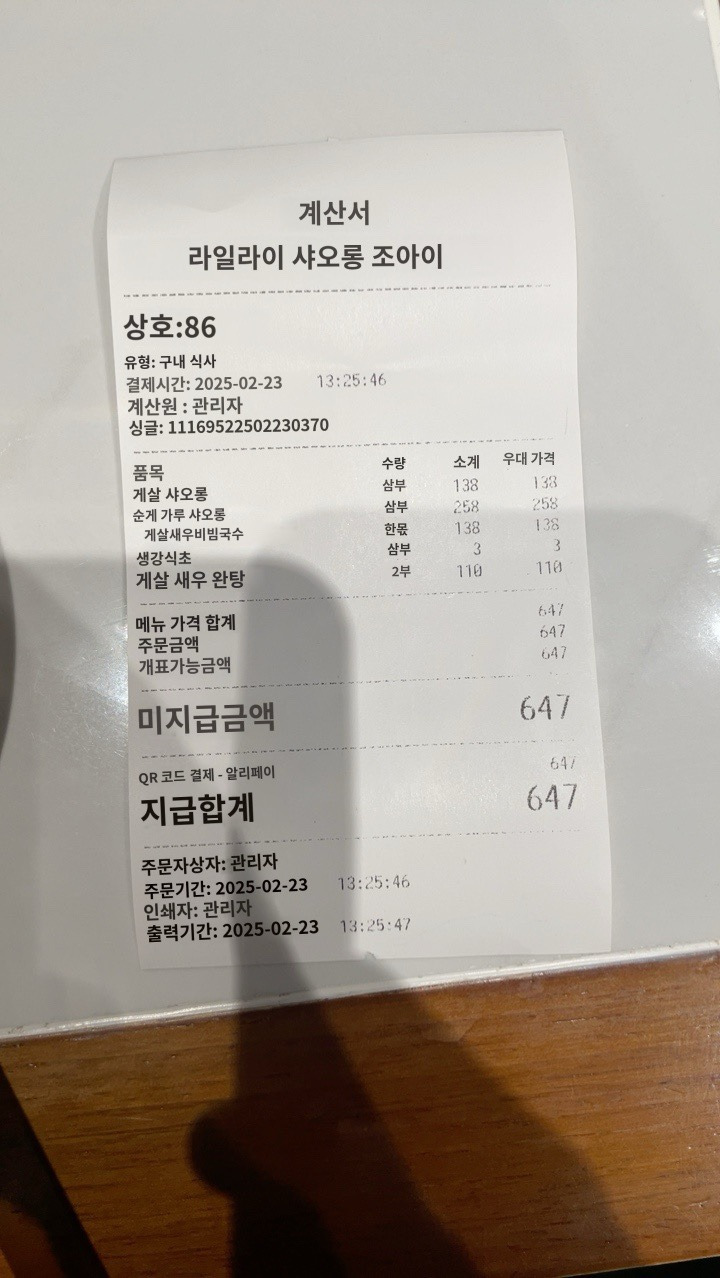 계산서
라일라이 샤오롱 조아이
상호:86
유형: 구내 식사
결제시간: 2025-02-23 13:25:46
계산원 : 관리자
싱글: 11169522502230370
품목 수량 소계 우대 가격
게살 샤오롱 삼부 138 138
순게 가루 샤오롱 삼부 258 258
게살새우비빔국수 한몫 138 138
생강식초 삼부 3 3
게살 새우 완탕 2부 110 110
메뉴 가격 합계 647
주문금액 647
개표가능금액 647
미지급금액 647
QR 코드 결제 - 알리페이 647
지급합계 647
주문자상자: 관리자
주문기간: 2025-02-23 13:25:46
인쇄자: 관리자
출력기간: 2025-02-23 13:25:47